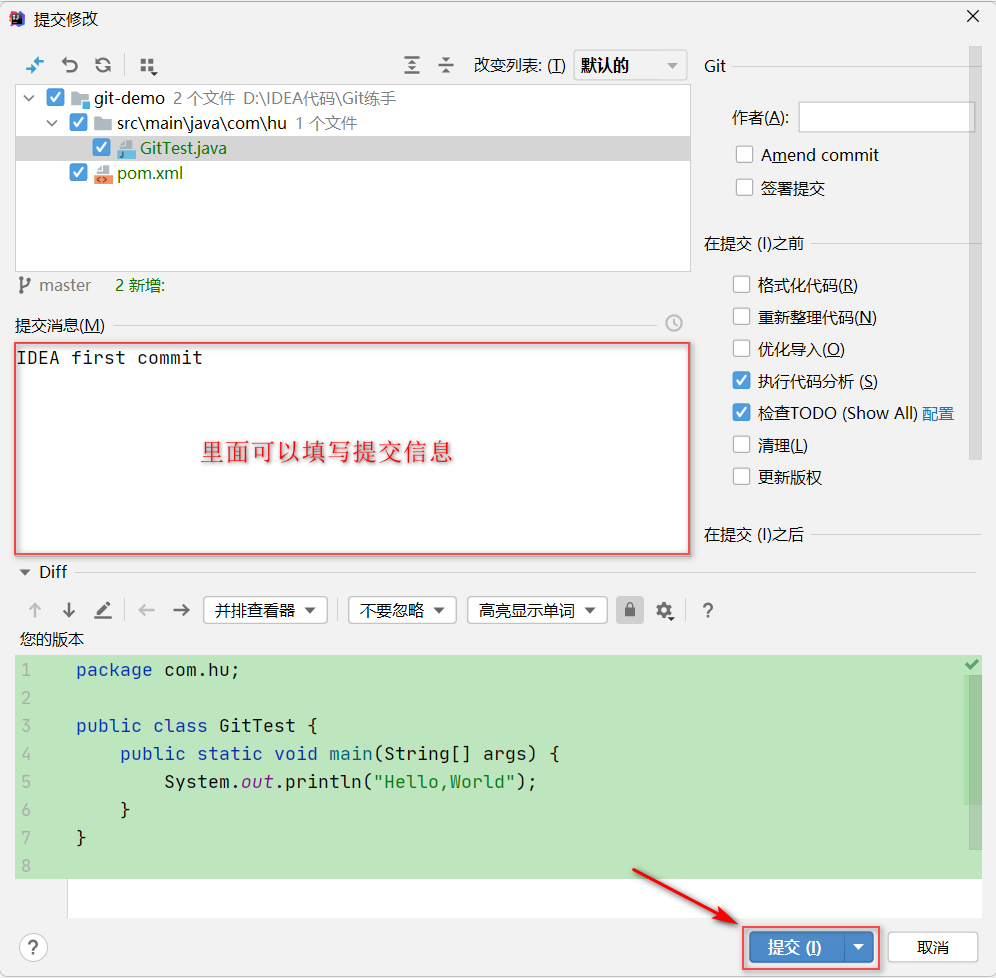 提交修改
改变列表: (T) 默认的
git-demo 2 个文件 D:\IDEA代码\Git练手
src\main\java\com\hu 1 个文件
GitTest.java
pom.xml
master 2 新增:
提交消息(M)
IDEA first commit
里面可以填写提交信息
Git
作者(A):
Amend commit
签署提交
在提交 (I)之前
格式化代码(R)
重新整理代码(N)
优化导入(O)
执行代码分析 (S)
检查TODO (Show All) 配置
清理(L)
更新版权
在提交 (I)之后
Diff
并排查看器 不要忽略 高亮显示单词 ?
您的版本
1 package com.hu;
2
3 public class GitTest {
4 public static void main(String[] args) {
5 System.out.println("Hello,World");
6 }
7 }
8
? 提交 (I) 取消